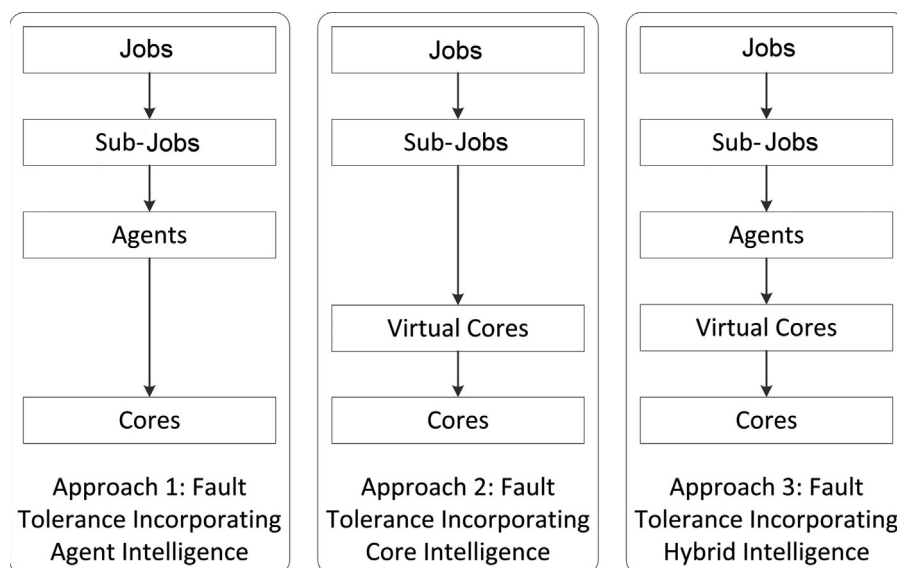 Jobs
Sub-Jobs
Agents
Cores
Approach 1: Fault
Tolerance Incorporating
Agent Intelligence
Jobs
Sub-Jobs
Virtual Cores
Cores
Approach 2: Fault
Tolerance Incorporating
Core Intelligence
Jobs
Sub-Jobs
Agents
Virtual Cores
Cores
Approach 3: Fault
Tolerance Incorporating
Hybrid Intelligence